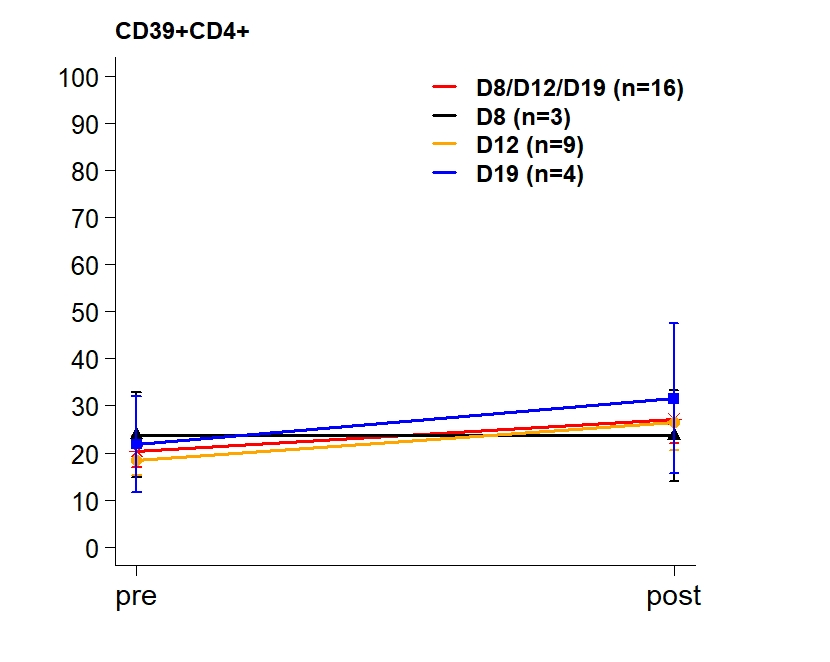 CD39+CD4+
D8/D12/D19 (n=16)
D8 (n=3)
D12 (n=9)
D19 (n=4)
100
90
80
70
60
50
40
30
20
10
0
pre post